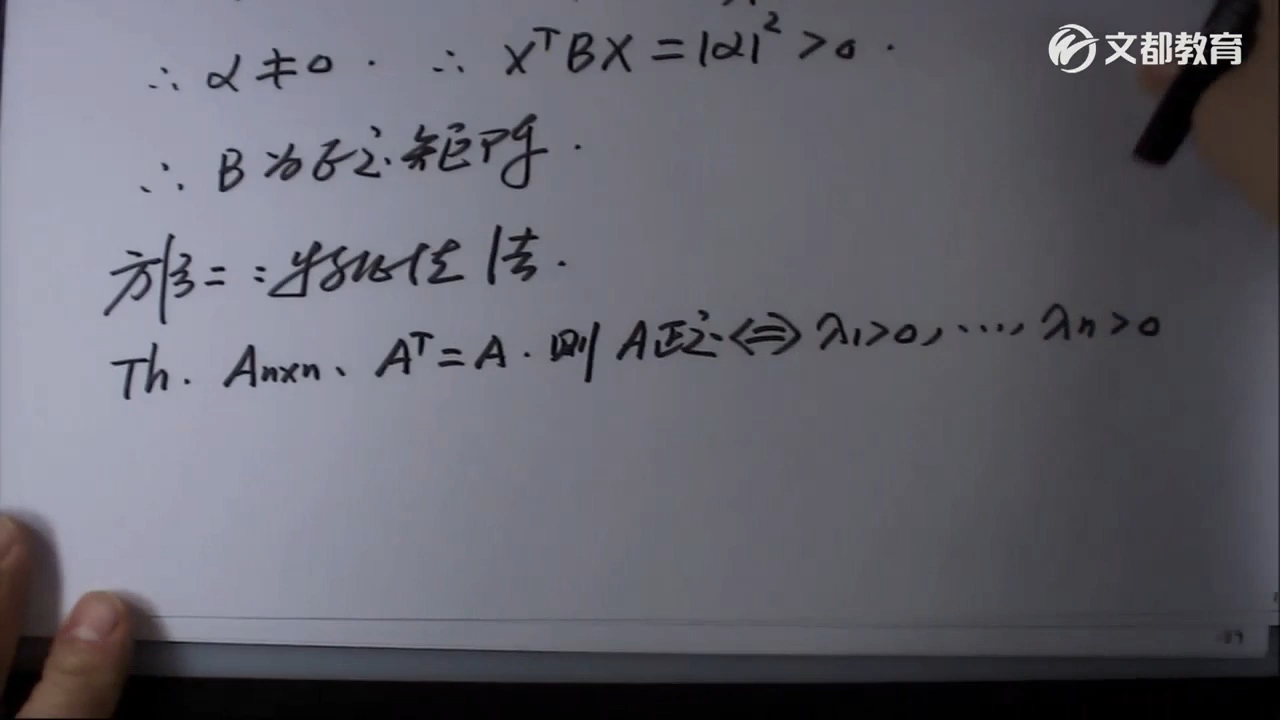 ∴ α ≠ 0 . ∴ XᵀBX = |α|² > 0 .
文都教育
∴ B 为正定矩阵 .
方法二 : 特征值法 .
Th . Aₙₓₙ 、 Aᵀ = A . 则 A正定 ⇔ λ₁>0 , ⋯ , λₙ>0